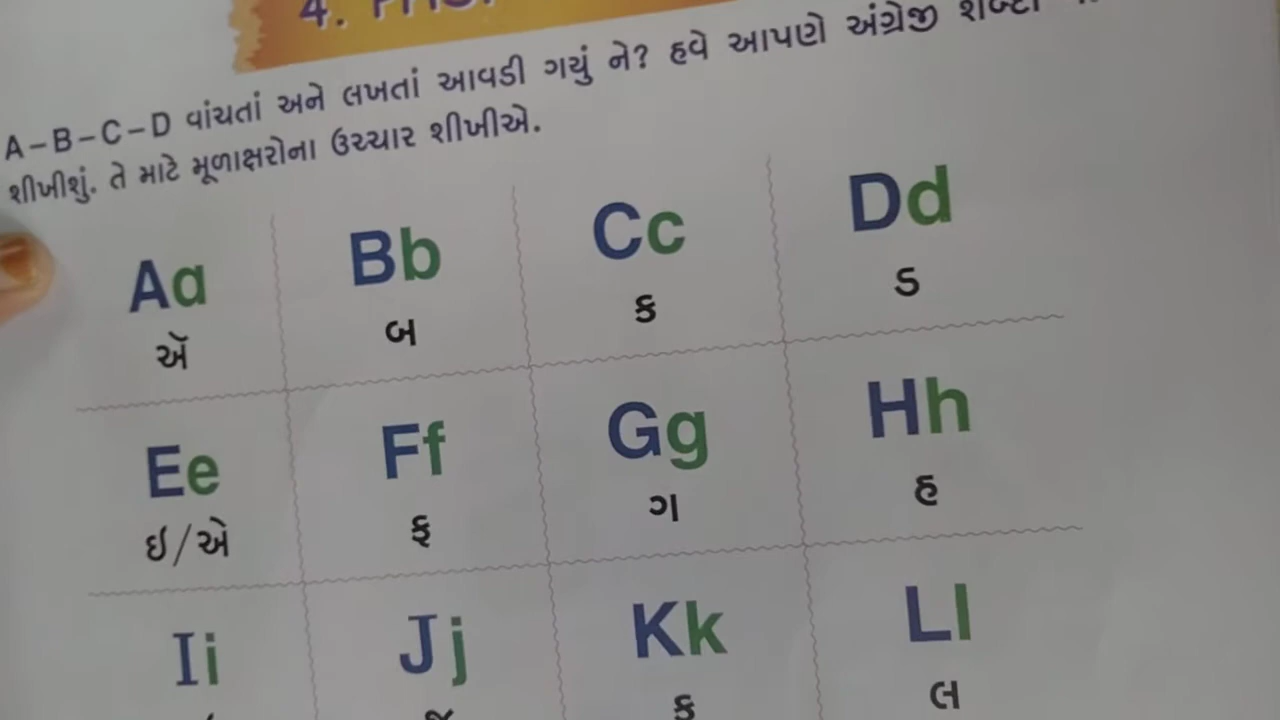 4.
A-B-C-D વાંચતાં અને લખતાં આવડી ગયું ને? હવે આપણે અંગ્રેજી
શીખીશું. તે માટે મૂળાક્ષરોના ઉચ્ચાર શીખીએ.
Aa Bb Cc Dd
ઍ બ ક ડ
Ee Ff Gg Hh
ઇ/એ ફ ગ હ
Ii Jj Kk Ll
ક લ